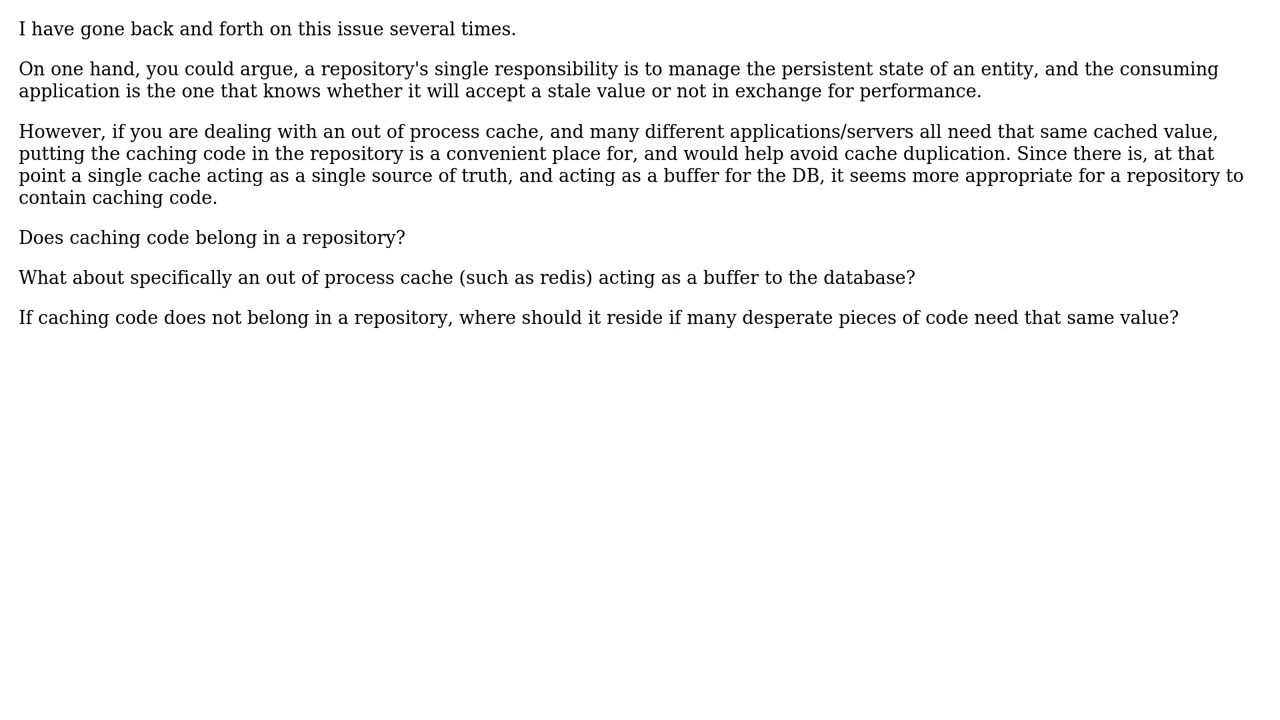 I have gone back and forth on this issue several times.
On one hand, you could argue, a repository's single responsibility is to manage the persistent state of an entity, and the consuming
application is the one that knows whether it will accept a stale value or not in exchange for performance.
However, if you are dealing with an out of process cache, and many different applications/servers all need that same cached value,
putting the caching code in the repository is a convenient place for, and would help avoid cache duplication. Since there is, at that
point a single cache acting as a single source of truth, and acting as a buffer for the DB, it seems more appropriate for a repository to
contain caching code.
Does caching code belong in a repository?
What about specifically an out of process cache (such as redis) acting as a buffer to the database?
If caching code does not belong in a repository, where should it reside if many desperate pieces of code need that same value?